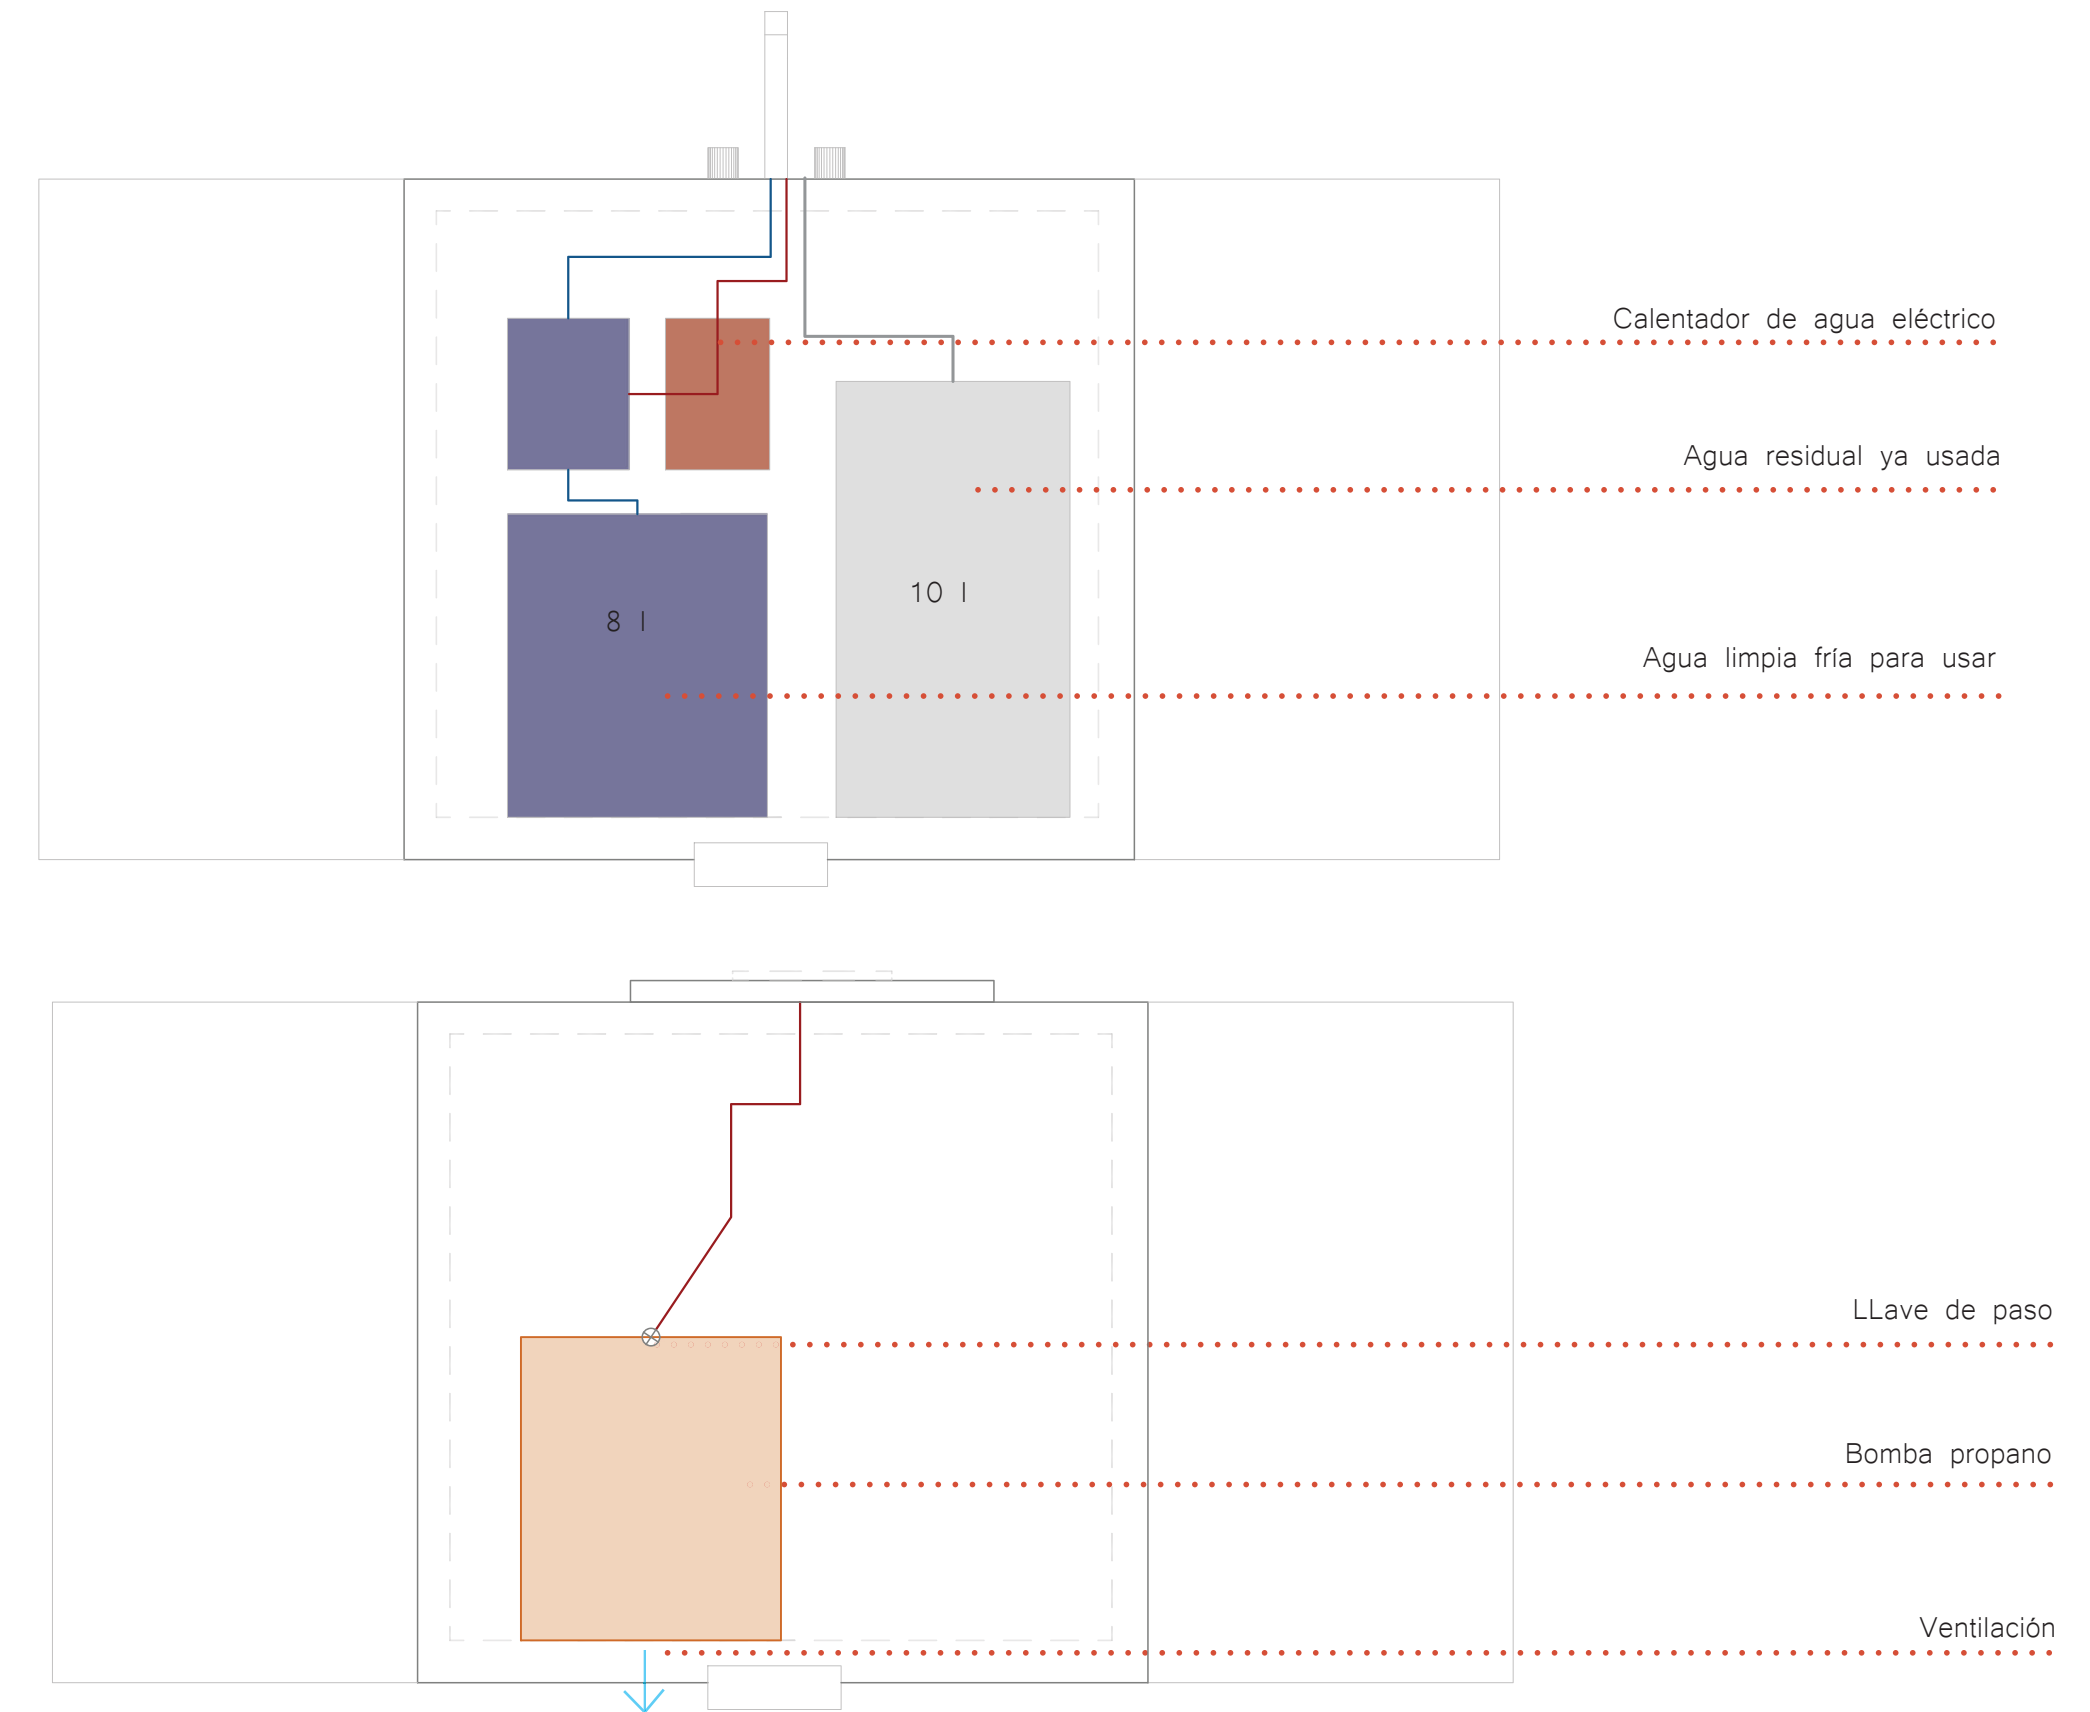 Calentador de agua eléctrico
Agua residual ya usada
10 l
8 l
Agua limpia fría para usar
LLave de paso
Bomba propano
Ventilación